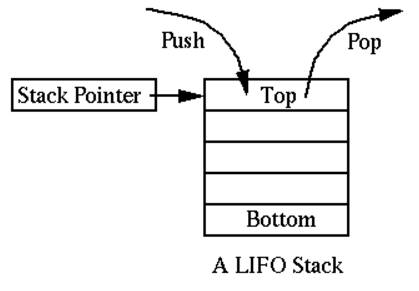 Push
Pop
Stack Pointer
Top
Bottom
A LIFO Stack